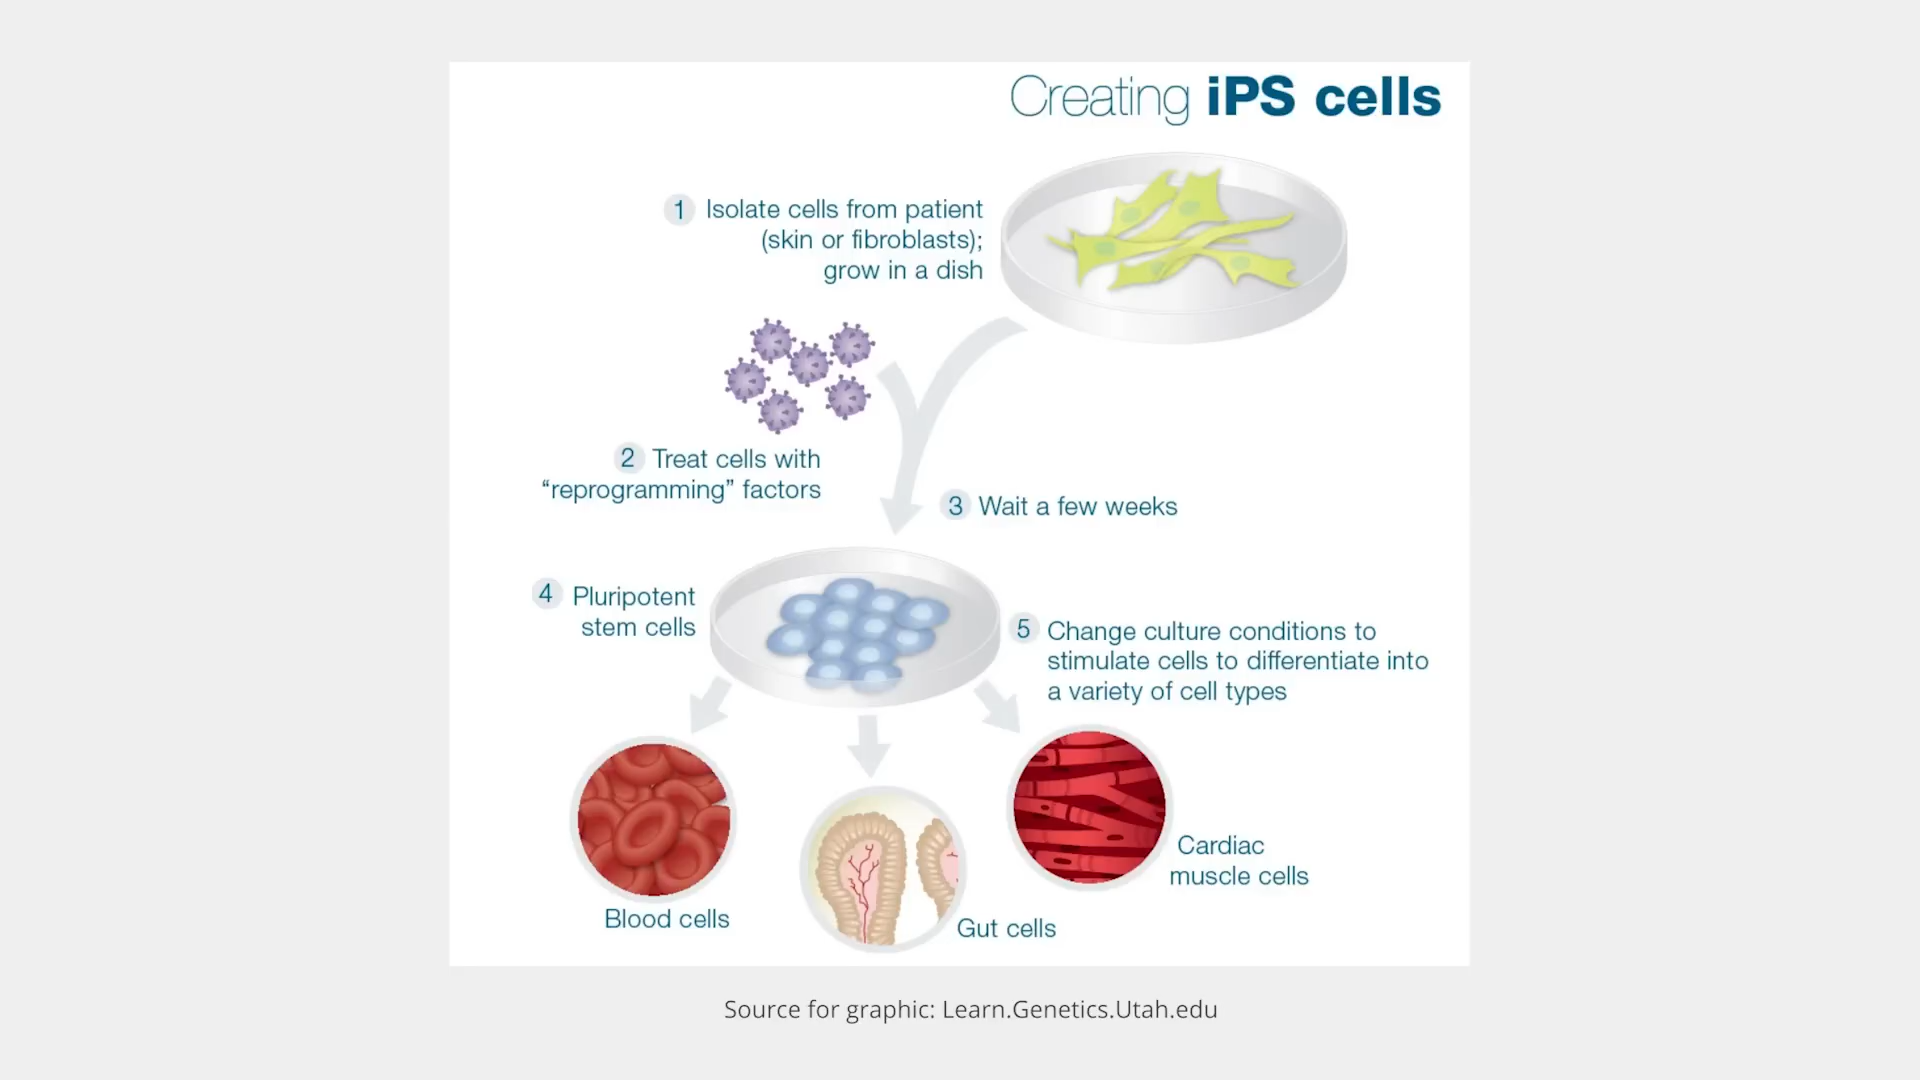 Creating iPS cells
1 Isolate cells from patient
(skin or fibroblasts);
grow in a dish
2 Treat cells with
“reprogramming” factors
3 Wait a few weeks
4 Pluripotent
stem cells
5 Change culture conditions to
stimulate cells to differentiate into
a variety of cell types
Blood cells
Gut cells
Cardiac
muscle cells
Source for graphic: Learn.Genetics.Utah.edu